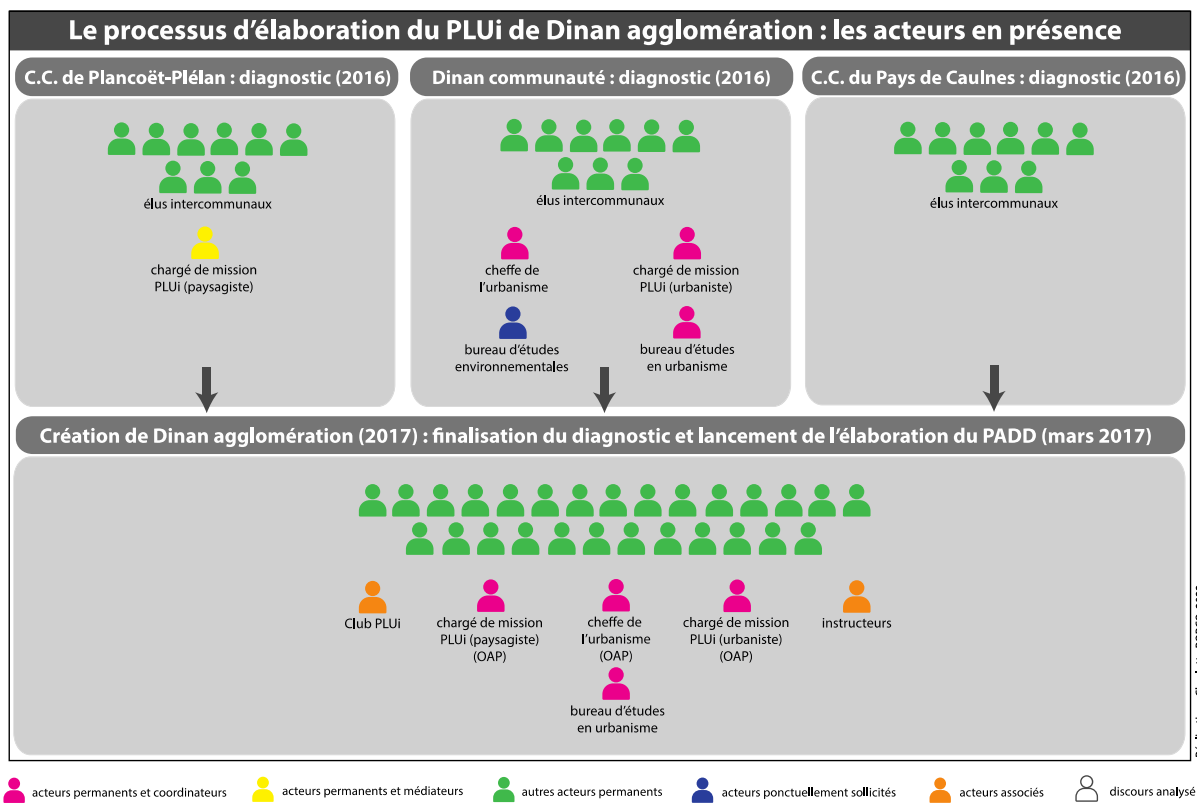 Le processus d'élaboration du PLUi de Dinan agglomération : les acteurs en présence
C.C. de Plancoët-Plélan : diagnostic (2016)
élus intercommunaux
chargé de mission
PLUi (paysagiste)
Dinan communauté : diagnostic (2016)
élus intercommunaux
cheffe de
l'urbanisme
chargé de mission
PLUi (urbaniste)
bureau d'études
environnementales
bureau d'études
en urbanisme
C.C. du Pays de Caulnes : diagnostic (2016)
élus intercommunaux
Création de Dinan agglomération (2017) : finalisation du diagnostic et lancement de l'élaboration du PADD (mars 2017)
Club PLUi
chargé de mission
PLUi (paysagiste)
(OAP)
cheffe de
l'urbanisme
(OAP)
chargé de mission
PLUi (urbaniste)
(OAP)
instructeurs
bureau d'études
en urbanisme
acteurs permanents et coordinateurs
acteurs permanents et médiateurs
autres acteurs permanents
acteurs ponctuellement sollicités
acteurs associés
discours analysé